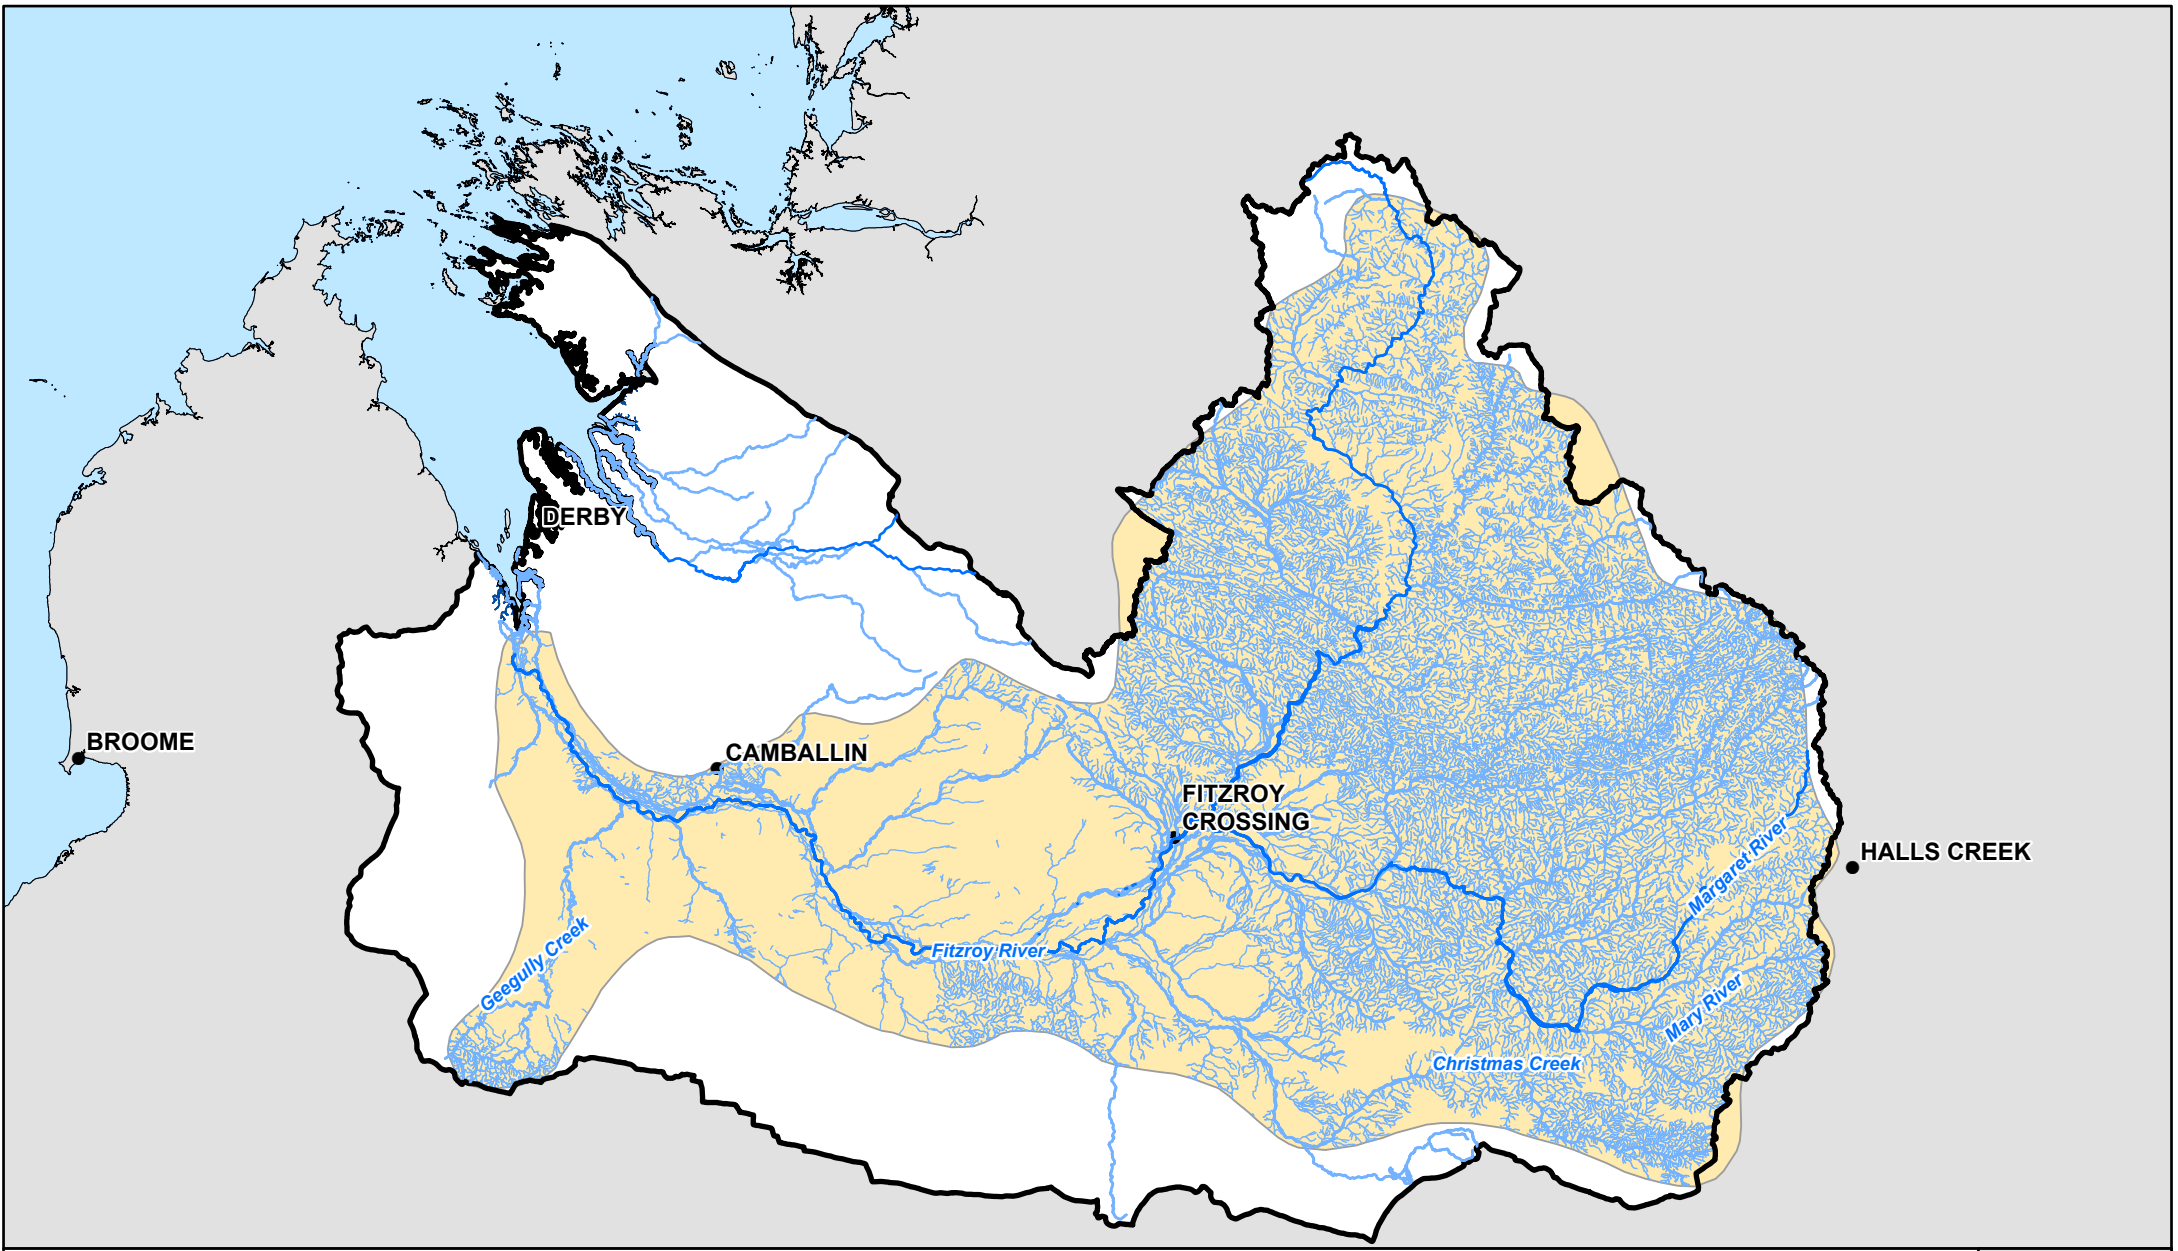 DERBY
BROOME
CAMBALLIN
FITZROY
CROSSING
HALLS CREEK
Margaret River
Geegully Creek
Fitzroy River
Mary River
Christmas Creek